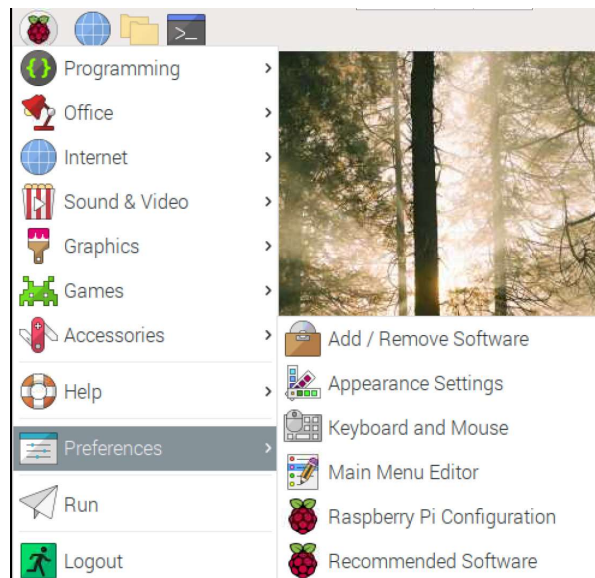 >_
Programming
Office
Internet
Sound & Video
Graphics
Games
Accessories
Help
Preferences
Run
Logout
Add / Remove Software
Appearance Settings
Keyboard and Mouse
Main Menu Editor
Raspberry Pi Configuration
Recommended Software